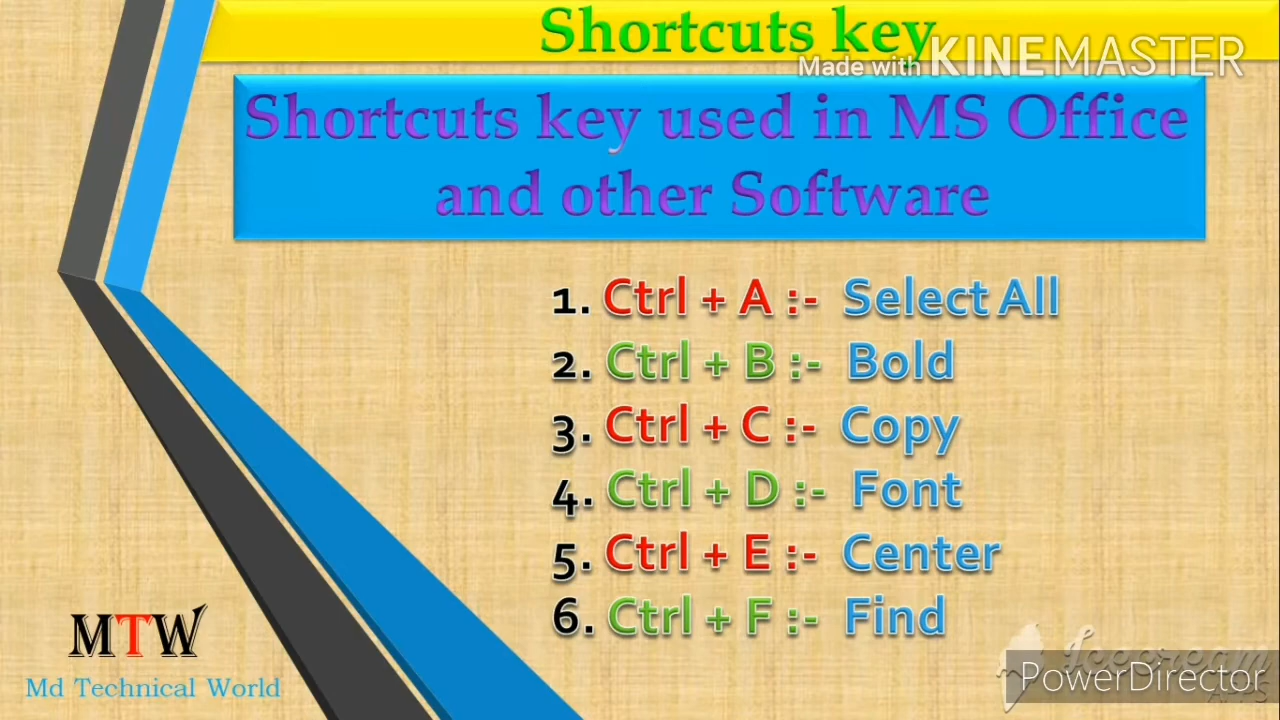 Shortcuts key
Made with KINEMASTER
Shortcuts key used in MS Office
and other Software
1. Ctrl + A :- Select All
2. Ctrl + B :- Bold
3. Ctrl + C :- Copy
4. Ctrl + D :- Font
5. Ctrl + E :- Center
6. Ctrl + F :- Find
MTW
Md Technical World
Icecream
APPS
PowerDirector